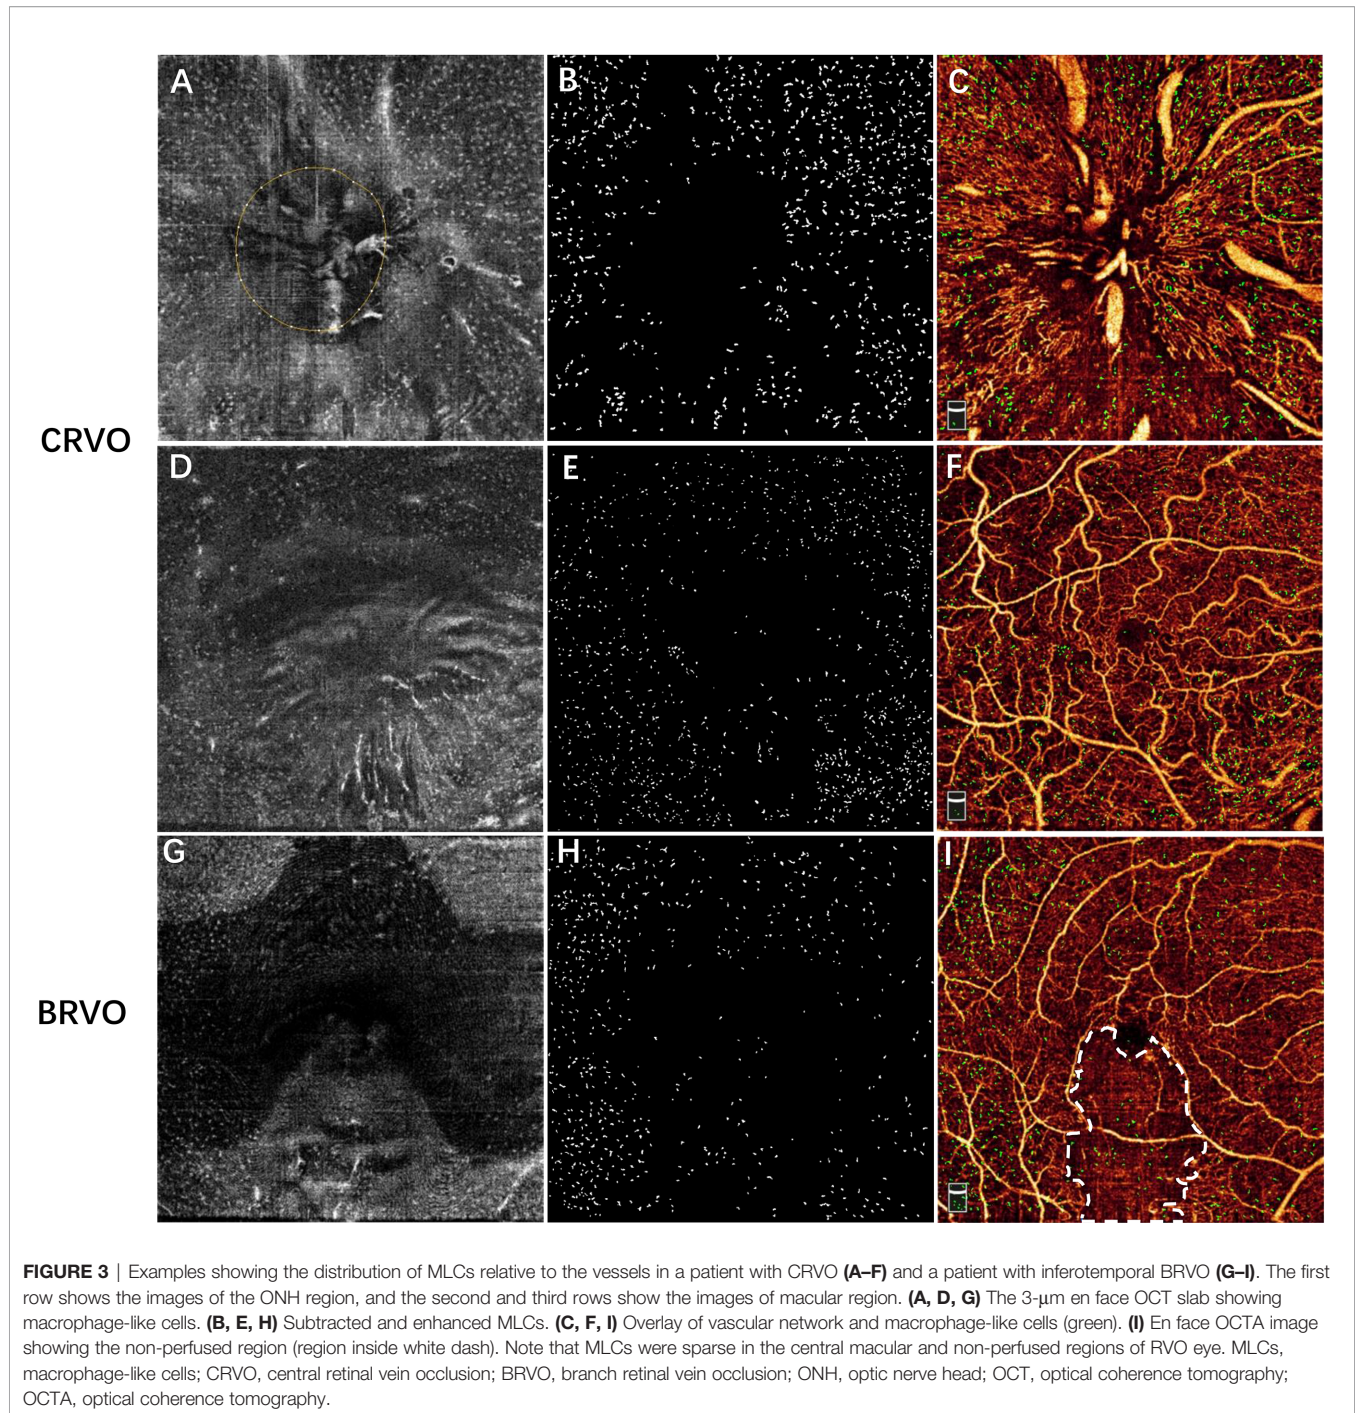 A
B
C
CRVO
D
E
F
G
H
I
BRVO
FIGURE 3 | Examples showing the distribution of MLCs relative to the vessels in a patient with CRVO (A–F) and a patient with inferotemporal BRVO (G–I). The first
row shows the images of the ONH region, and the second and third rows show the images of macular region. (A, D, G) The 3-μm en face OCT slab showing
macrophage-like cells. (B, E, H) Subtracted and enhanced MLCs. (C, F, I) Overlay of vascular network and macrophage-like cells (green). (I) En face OCTA image
showing the non-perfused region (region inside white dash). Note that MLCs were sparse in the central macular and non-perfused regions of RVO eye. MLCs,
macrophage-like cells; CRVO, central retinal vein occlusion; BRVO, branch retinal vein occlusion; ONH, optic nerve head; OCT, optical coherence tomography;
OCTA, optical coherence tomography.